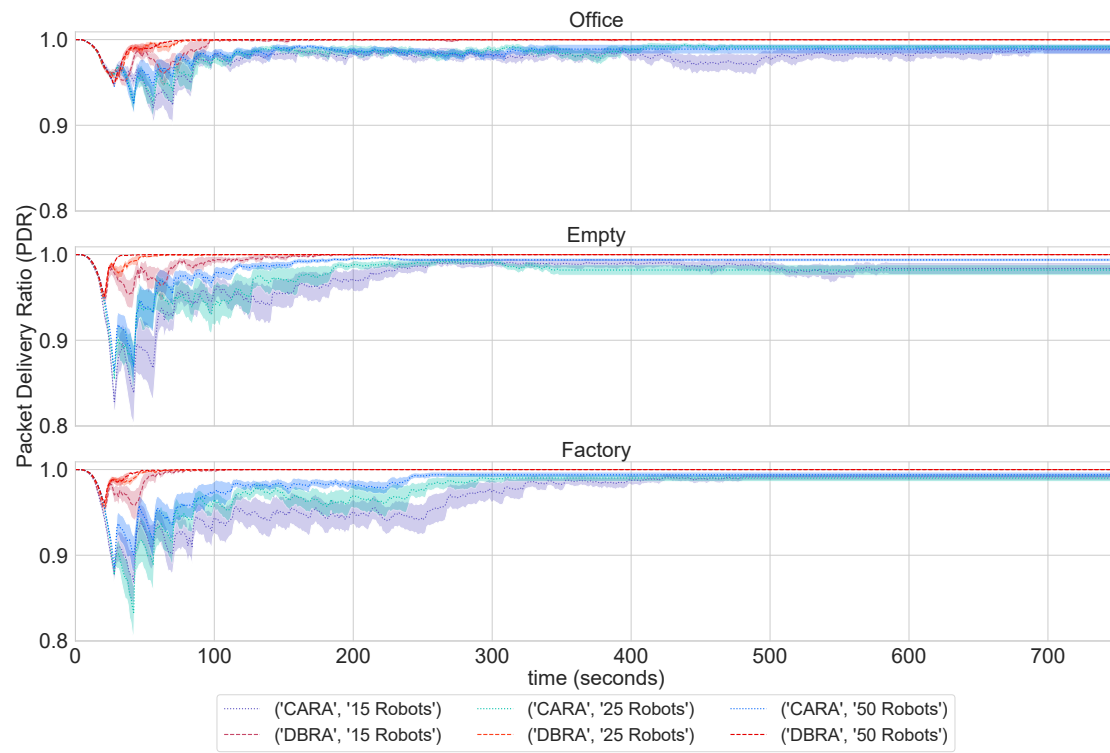 Office
1.0
0.9
0.8
Empty
1.0
0.9
0.8
Factory
1.0
0.9
0.8
Packet Delivery Ratio (PDR)
0 100 200 300 400 500 600 700
time (seconds)
('CARA', '15 Robots') ('CARA', '25 Robots') ('CARA', '50 Robots')
('DBRA', '15 Robots') ('DBRA', '25 Robots') ('DBRA', '50 Robots')